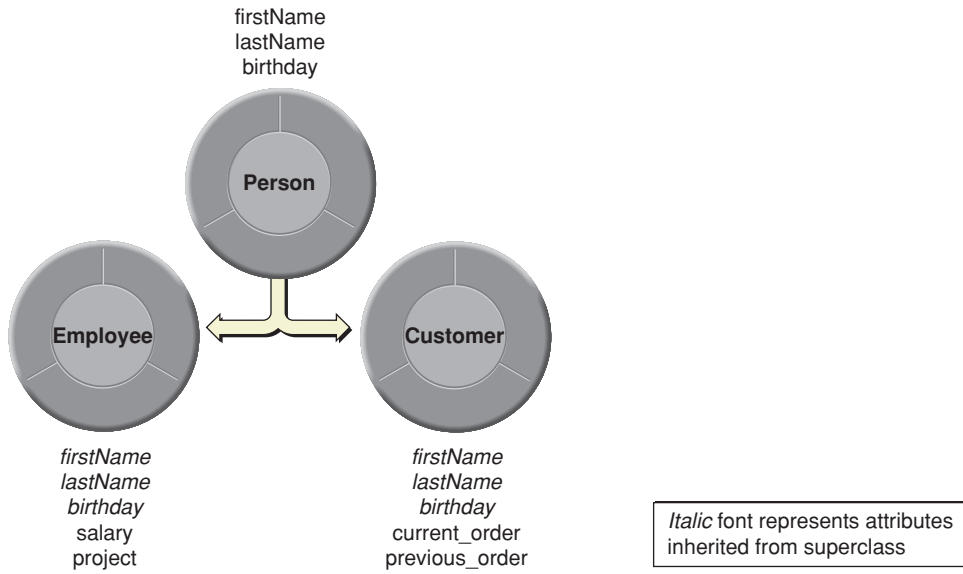 firstName
lastName
birthday
Person
Employee
Customer
firstName
lastName
birthday
salary
project
firstName
lastName
birthday
current_order
previous_order
Italic font represents attributes
inherited from superclass